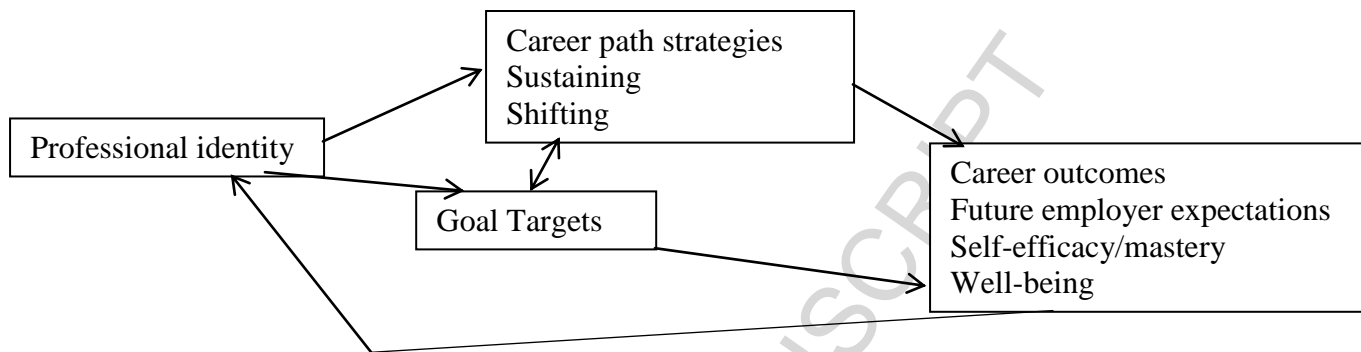 Career path strategies
Sustaining
Shifting
Professional identity
Goal Targets
Career outcomes
Future employer expectations
Self-efficacy/mastery
Well-being